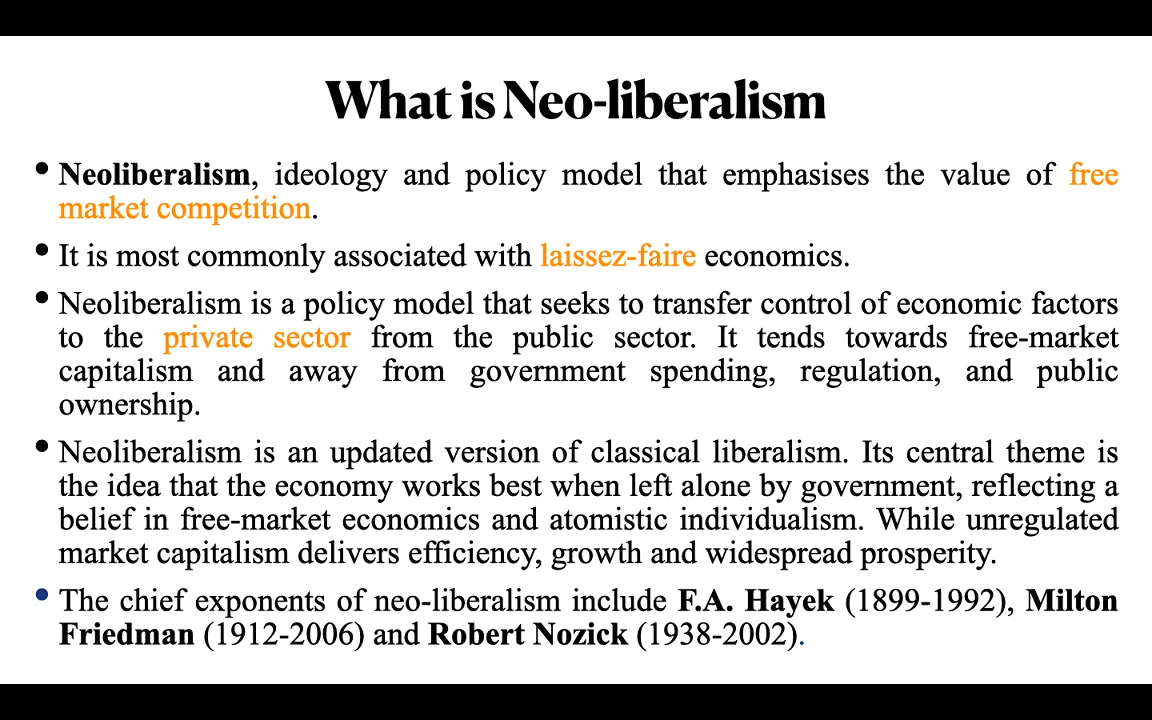 What is Neo-liberalism
• Neoliberalism, ideology and policy model that emphasises the value of free
market competition.
• It is most commonly associated with laissez-faire economics.
• Neoliberalism is a policy model that seeks to transfer control of economic factors
to the private sector from the public sector. It tends towards free-market
capitalism and away from government spending, regulation, and public
ownership.
• Neoliberalism is an updated version of classical liberalism. Its central theme is
the idea that the economy works best when left alone by government, reflecting a
belief in free-market economics and atomistic individualism. While unregulated
market capitalism delivers efficiency, growth and widespread prosperity.
• The chief exponents of neo-liberalism include F.A. Hayek (1899-1992), Milton
Friedman (1912-2006) and Robert Nozick (1938-2002).